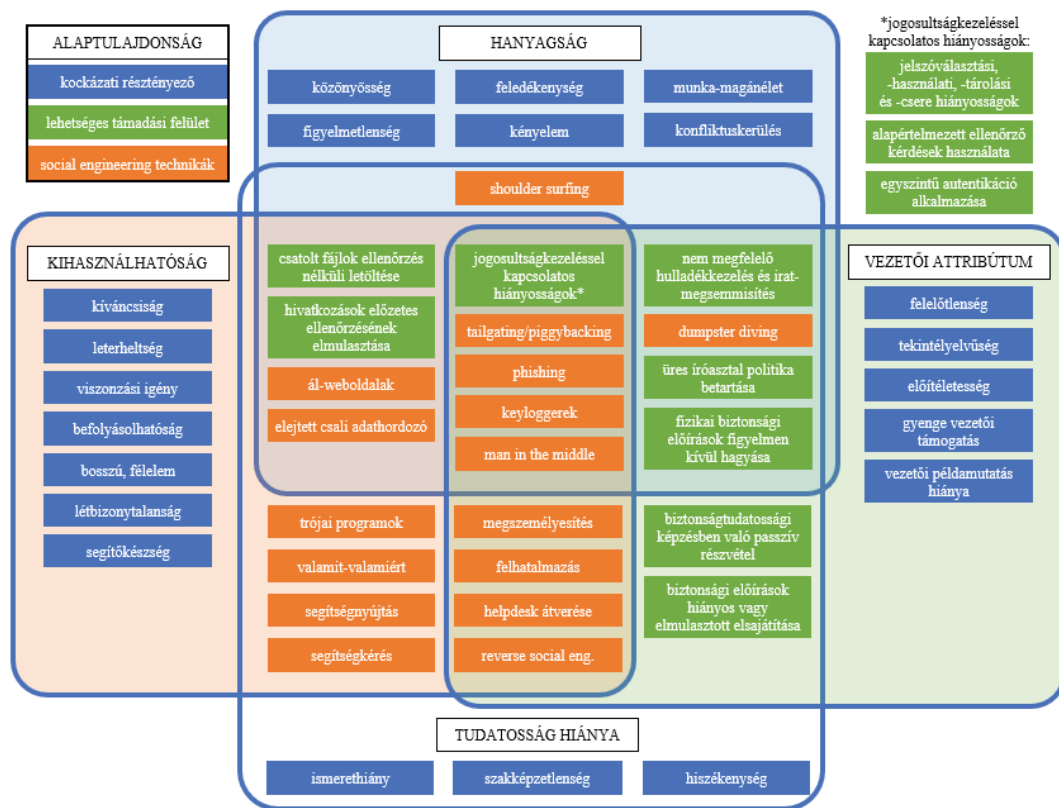 ALAPTULAJDONSÁG
kockázati résztényező
lehetséges támadási felület
social engineering technikák
HANYAGSÁG
közönyösség
feledékenység
munka-magánélet
figyelmetlenség
kényelem
konfliktuskerülés
*jogosultságkezeléssel
kapcsolatos hiányosságok:
jelszóválasztási,
-használati, -tárolási
és -csere hiányosságok
alapértelmezett ellenőrző
kérdések használata
egyszintű autentikáció
alkalmazása
shoulder surfing
KIHASZNÁLHATÓSÁG
kíváncsiság
leterheltség
viszonzási igény
befolyásolhatóság
bosszú, félelem
létbizonytalanság
segítőkészség
csatolt fájlok ellenőrzés
nélküli letöltése
hivatkozások előzetes
ellenőrzésének
elmulasztása
ál-weboldalak
elejtett csali adathordozó
jogosultságkezeléssel
kapcsolatos
hiányosságok*
tailgating/piggybacking
phishing
keyloggerek
man in the middle
nem megfelelő
hulladékkezelés és irat-
megsemmisítés
dumpster diving
üres íróasztal politika
betartása
fizikai biztonsági
előírások figyelmen
kívül hagyása
VEZETŐI ATTRIBÚTUM
felelőtlenség
tekintélyelvűség
előítéletesség
gyenge vezetői
támogatás
vezetői példamutatás
hiánya
trójai programok
valamit-valamiért
segítségnyújtás
segítségkérés
megszemélyesítés
felhatalmazás
helpdesk átverése
reverse social eng.
biztonságtudatossági
képzésben való passzív
részvétel
biztonsági előírások
hiányos vagy
elmulasztott elsajátítása
TUDATOSSÁG HIÁNYA
ismerethiány
szakképzetlenség
hiszékenység